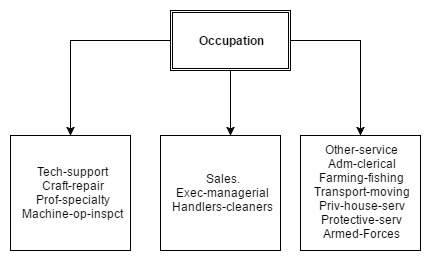 Occupation
Tech-support
Craft-repair
Prof-specialty
Machine-op-inspct
Sales.
Exec-managerial
Handlers-cleaners
Other-service
Adm-clerical
Farming-fishing
Transport-moving
Priv-house-serv
Protective-serv
Armed-Forces